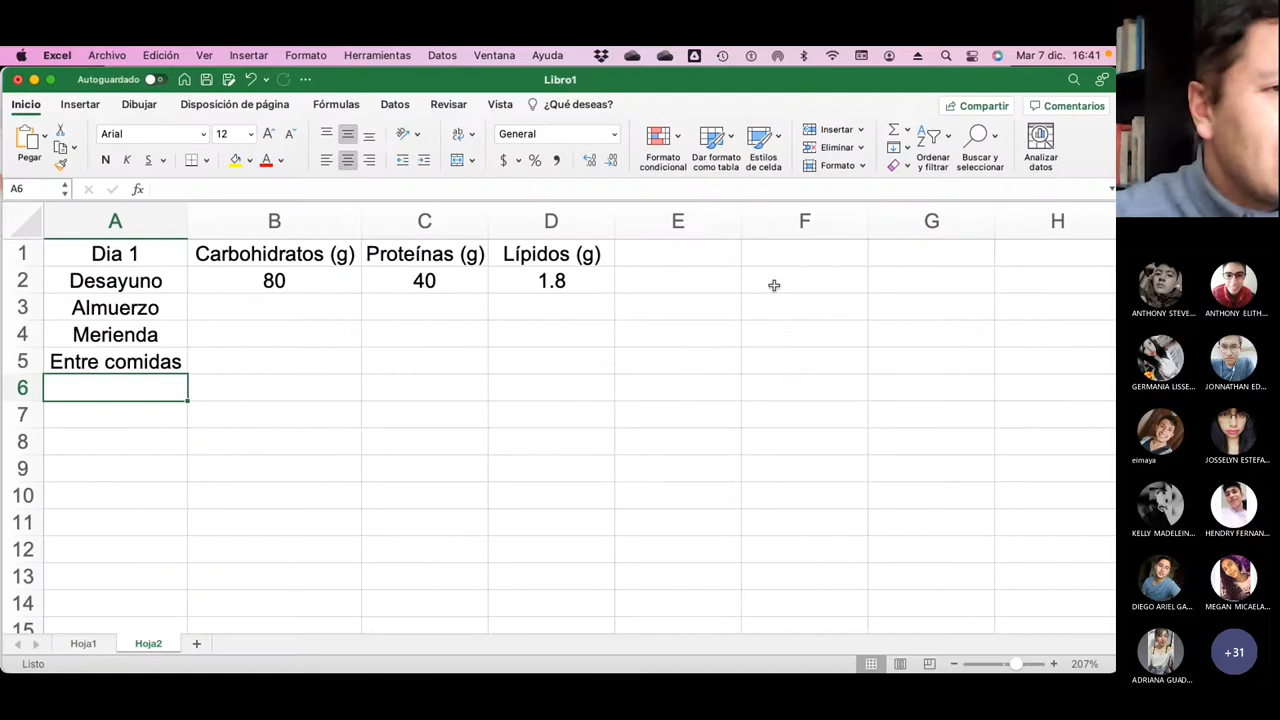 Excel Archivo Edición Ver Insertar Formato Herramientas Datos Ventana Ayuda Mar 7 dic. 16:41
Autoguardado Libro1
Inicio Insertar Dibujar Disposición de página Fórmulas Datos Revisar Vista ¿Qué deseas? Compartir Comentarios
Pegar Arial 12 General Formato condicional Dar formato como tabla Estilos de celda Insertar Eliminar Formato Ordenar y filtrar Buscar y seleccionar Analizar datos
N K S A $ % 
A6 fx
A B C D E F G H
1 Dia 1 Carbohidratos (g) Proteínas (g) Lípidos (g)
2 Desayuno 80 40 1.8
3 Almuerzo
4 Merienda
5 Entre comidas
6
7
8
9
10
11
12
13
14
15
Hoja1 Hoja2 +
Listo 207%
ANTHONY STEVE... ANTHONY ELITH...
GERMANIA LISSE... JONNATHAN ED...
eimaya JOSSELYN ESTEFA...
KELLY MADELEIN... HENDRY FERNAN...
DIEGO ARIEL GA... MEGAN MICAELA...
+31
ADRIANA GUAD...